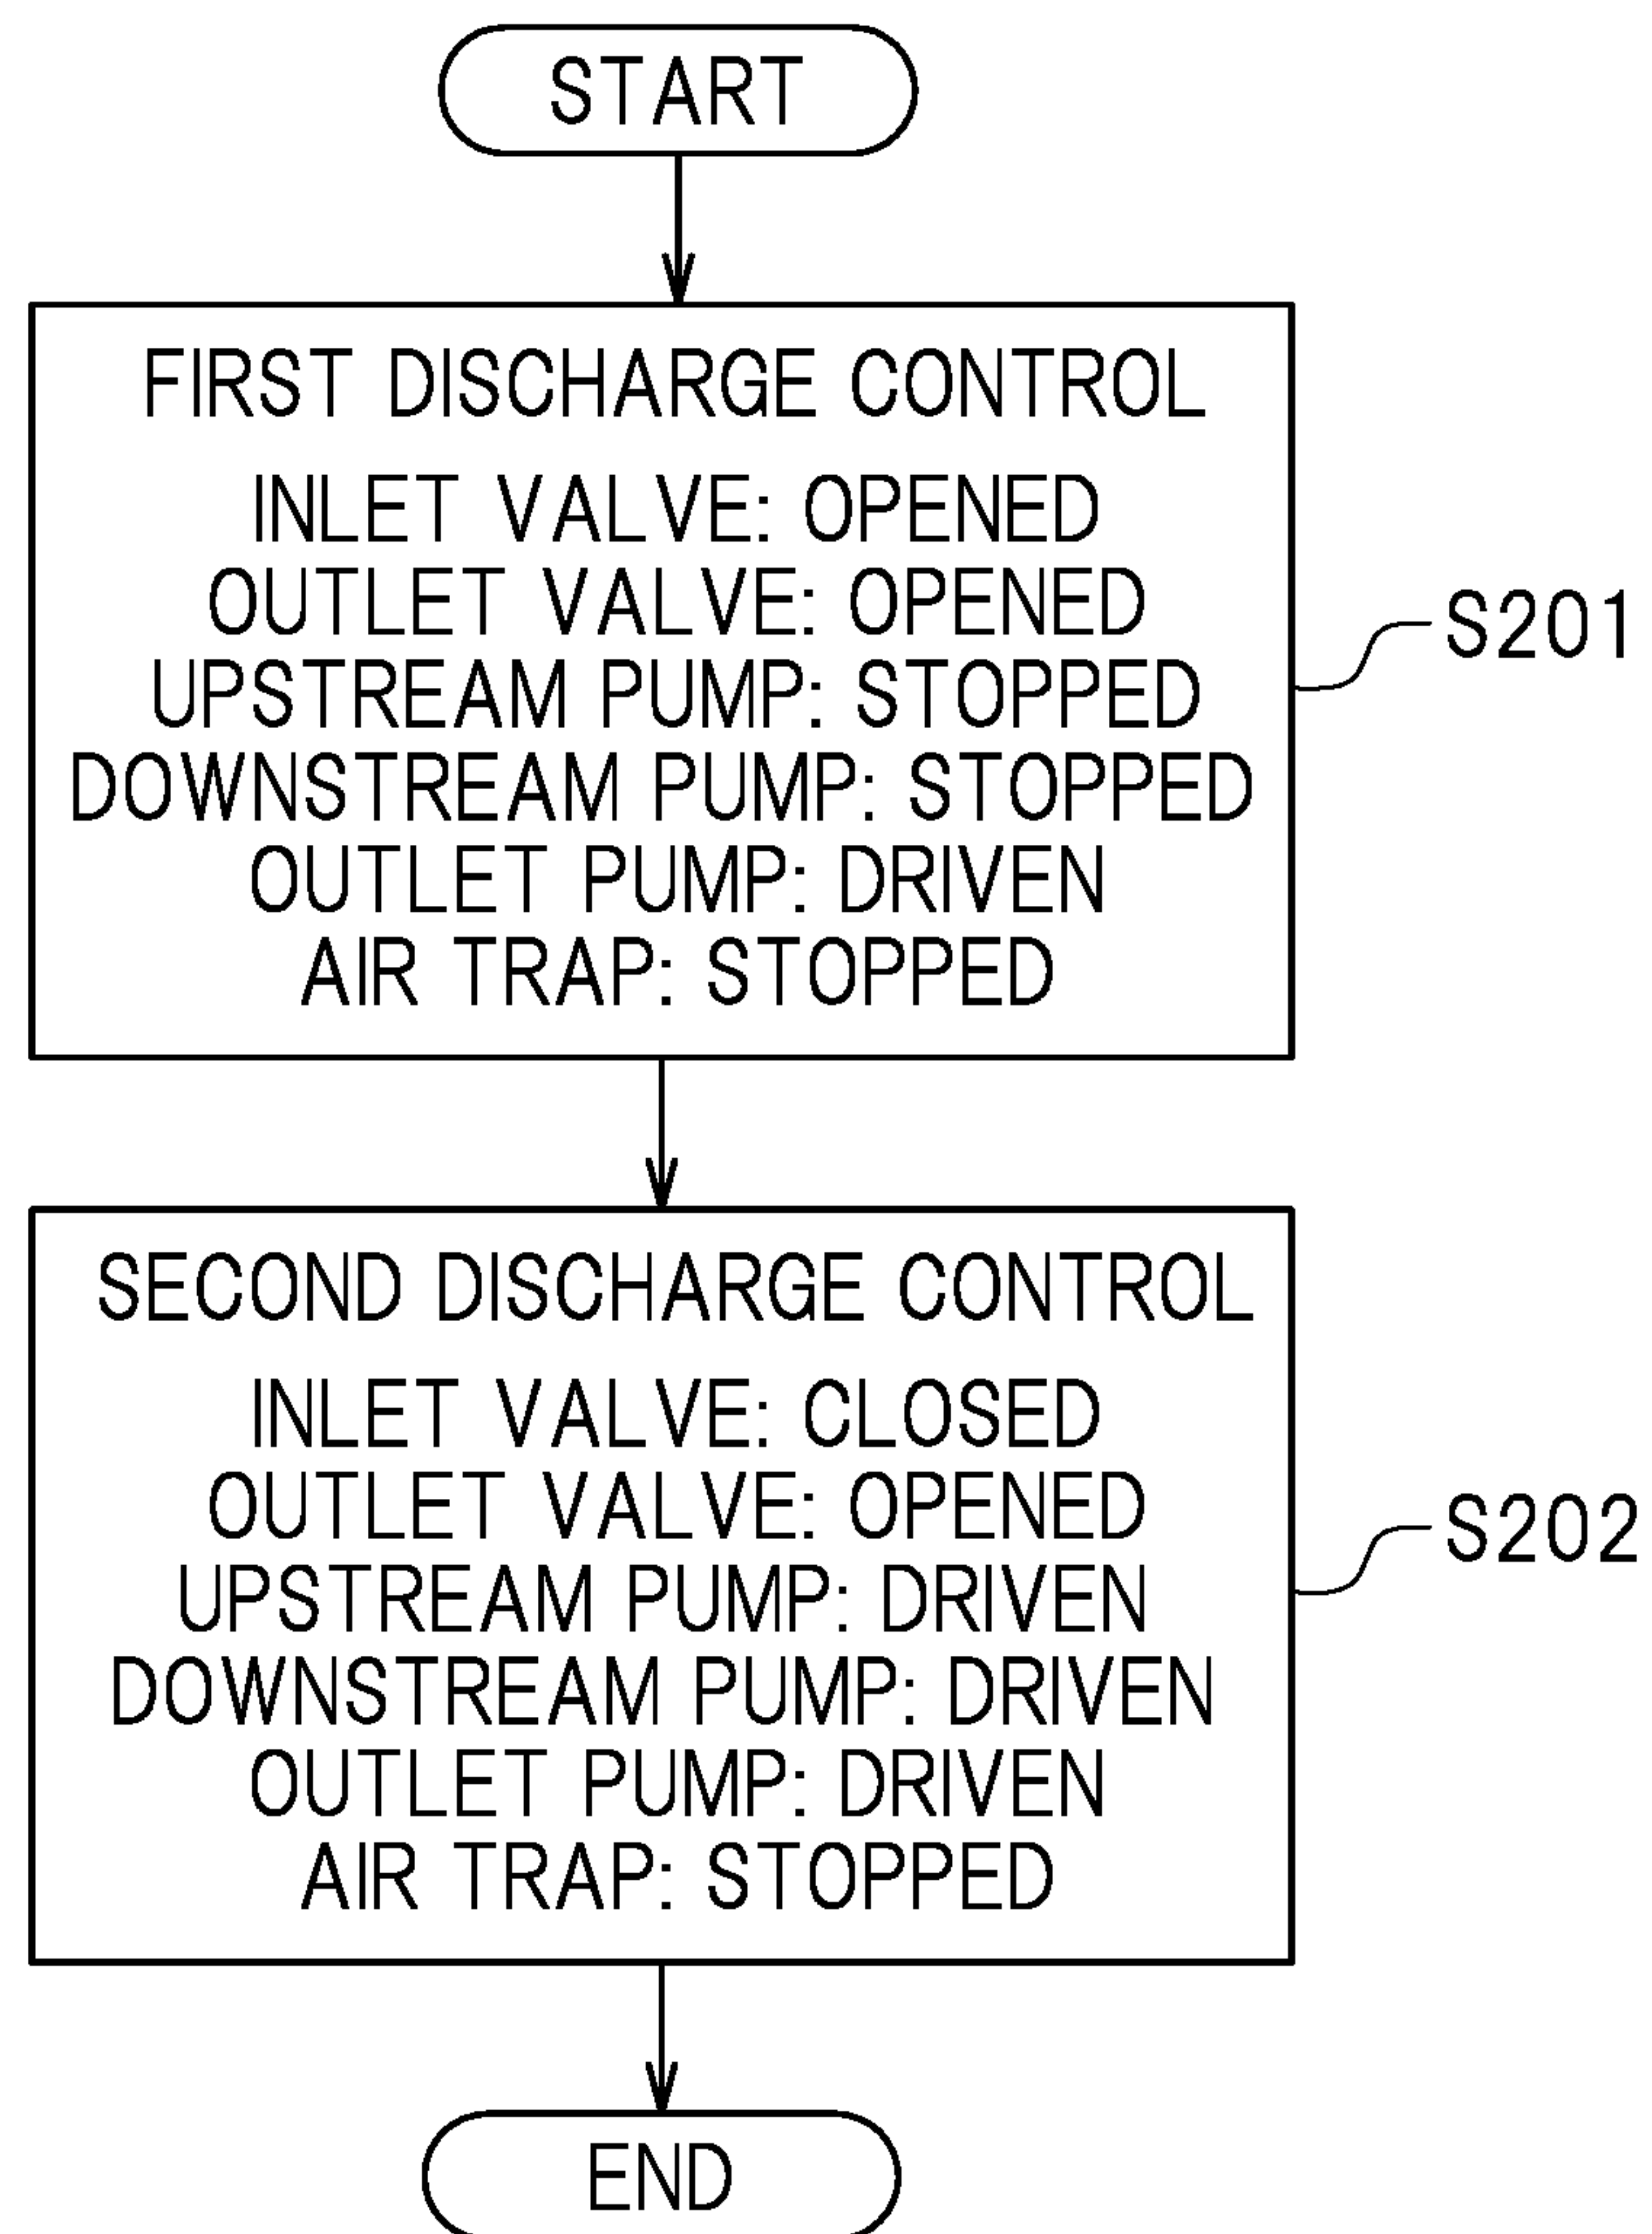 START
FIRST DISCHARGE CONTROL
INLET VALVE: OPENED
OUTLET VALVE: OPENED
UPSTREAM PUMP: STOPPED
DOWNSTREAM PUMP: STOPPED
OUTLET PUMP: DRIVEN
AIR TRAP: STOPPED
S201
SECOND DISCHARGE CONTROL
INLET VALVE: CLOSED
OUTLET VALVE: OPENED
UPSTREAM PUMP: DRIVEN
DOWNSTREAM PUMP: DRIVEN
OUTLET PUMP: DRIVEN
AIR TRAP: STOPPED
S202
END